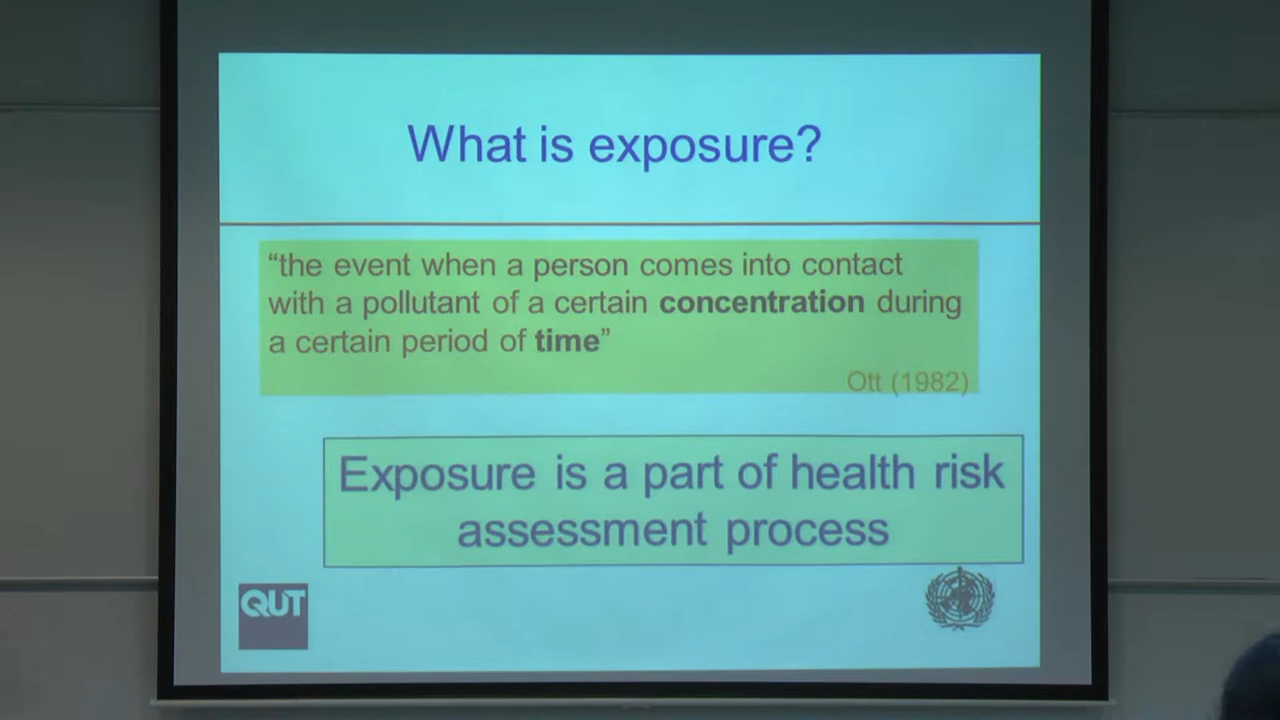 What is exposure?
“the event when a person comes into contact
with a pollutant of a certain concentration during
a certain period of time”
Ott (1982)
Exposure is a part of health risk
assessment process
QUT